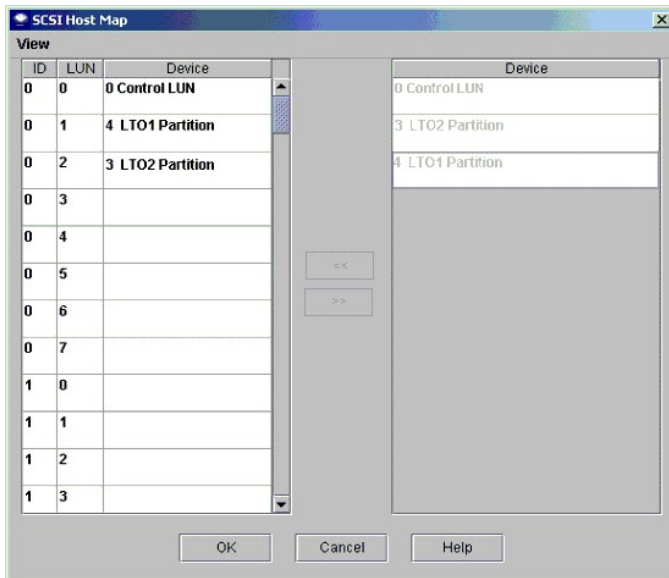 SCSI Host Map
View
ID LUN Device
0 0 0 Control LUN
0 1 4 LTO1 Partition
0 2 3 LTO2 Partition
0 3
0 4
0 5
0 6
0 7
1 0
1 1
1 2
1 3
<<
>>
Device
0 Control LUN
3 LTO2 Partition
4 LTO1 Partition
OK Cancel Help